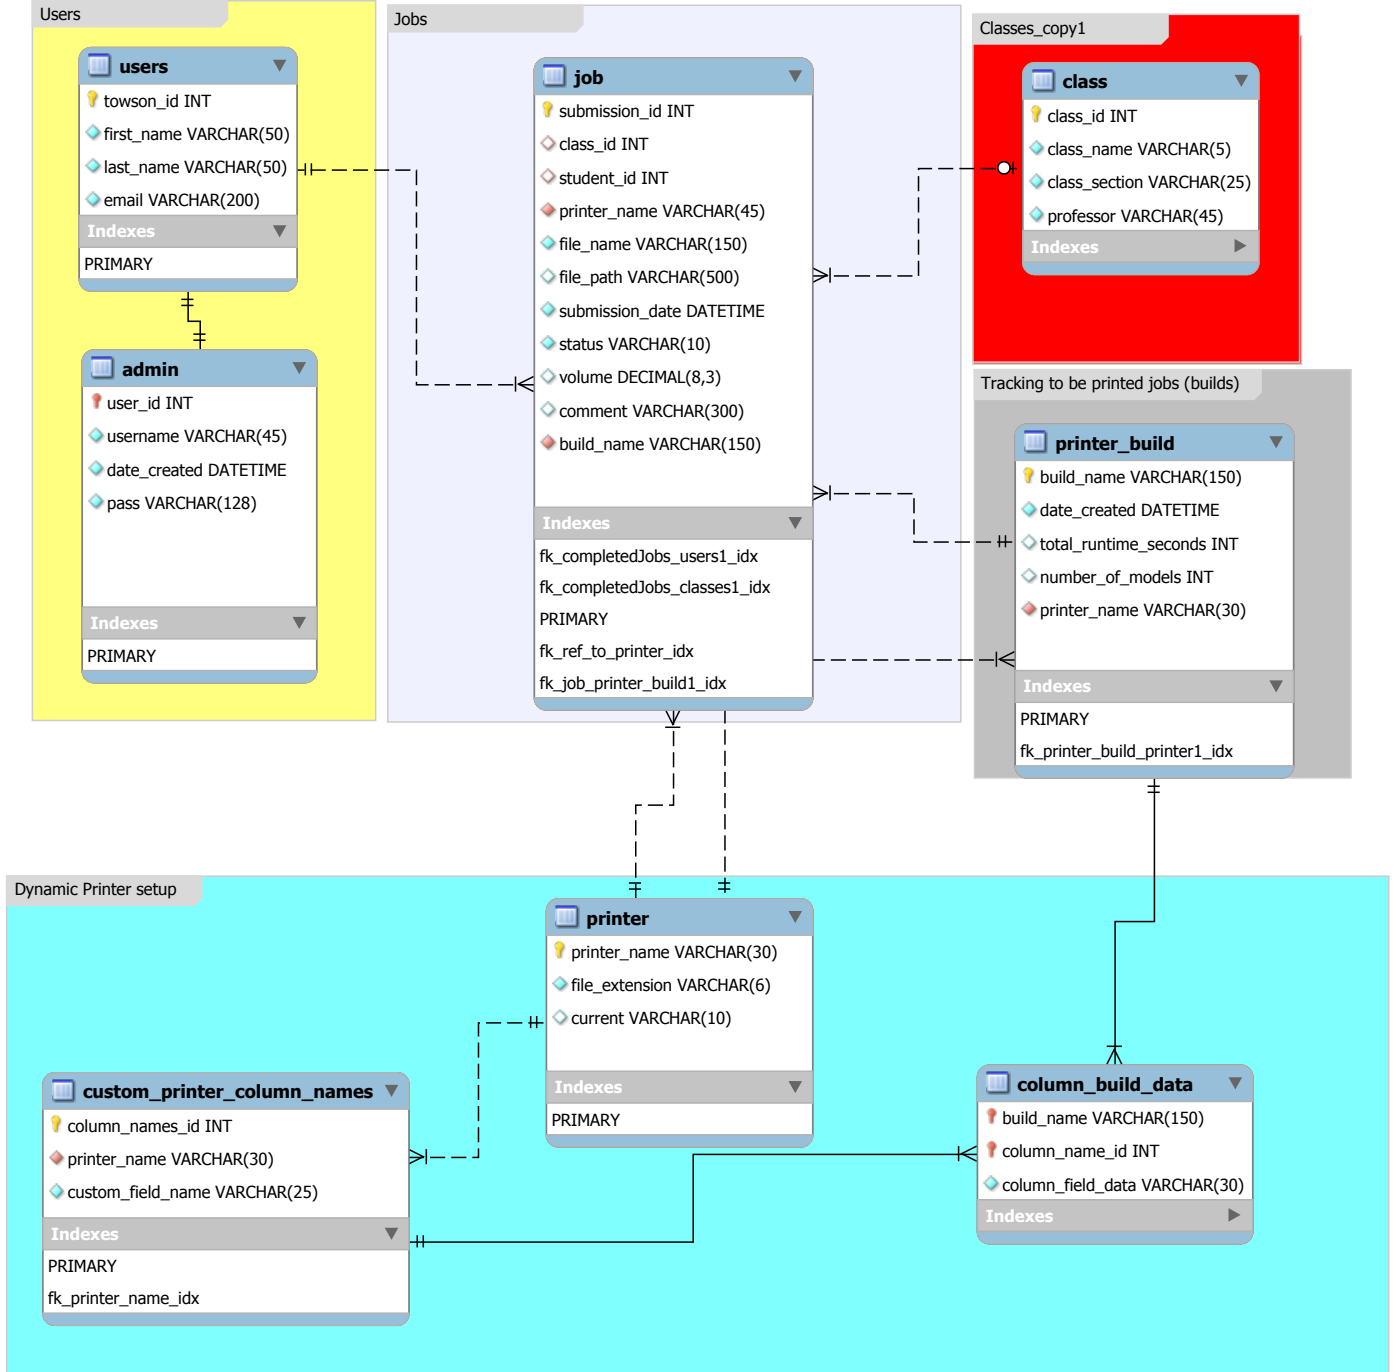 Users
users
towson_id INT
first_name VARCHAR(50)
last_name VARCHAR(50)
email VARCHAR(200)
Indexes
PRIMARY
admin
user_id INT
username VARCHAR(45)
date_created DATETIME
pass VARCHAR(128)
Indexes
PRIMARY
Jobs
job
submission_id INT
class_id INT
student_id INT
printer_name VARCHAR(45)
file_name VARCHAR(150)
file_path VARCHAR(500)
submission_date DATETIME
status VARCHAR(10)
volume DECIMAL(8,3)
comment VARCHAR(300)
build_name VARCHAR(150)
Indexes
fk_completedJobs_users1_idx
fk_completedJobs_classes1_idx
PRIMARY
fk_ref_to_printer_idx
fk_job_printer_build1_idx
Classes_copy1
class
class_id INT
class_name VARCHAR(5)
class_section VARCHAR(25)
professor VARCHAR(45)
Indexes
Tracking to be printed jobs (builds)
printer_build
build_name VARCHAR(150)
date_created DATETIME
total_runtime_seconds INT
number_of_models INT
printer_name VARCHAR(30)
Indexes
PRIMARY
fk_printer_build_printer1_idx
Dynamic Printer setup
printer
printer_name VARCHAR(30)
file_extension VARCHAR(6)
current VARCHAR(10)
Indexes
PRIMARY
custom_printer_column_names
column_names_id INT
printer_name VARCHAR(30)
custom_field_name VARCHAR(25)
Indexes
PRIMARY
fk_printer_name_idx
column_build_data
build_name VARCHAR(150)
column_name_id INT
column_field_data VARCHAR(30)
Indexes